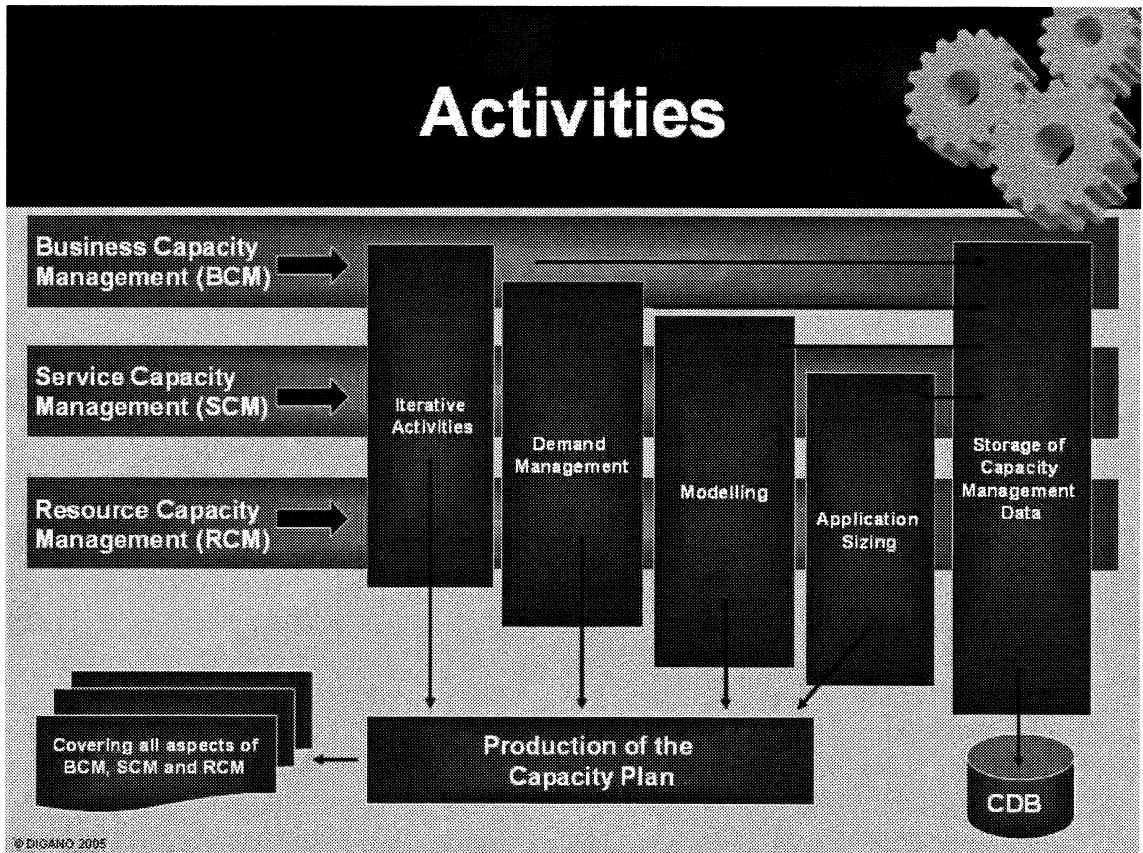 Activities
Business Capacity
Management (BCM)
Service Capacity
Management (SCM)
Resource Capacity
Management (RCM)
Iterative
Activities
Demand
Management
Modelling
Application
Sizing
Storage of
Capacity
Management
Data
Covering all aspects of
BCM, SCM and RCM
Production of the
Capacity Plan
CDB
© DIGANO 2005